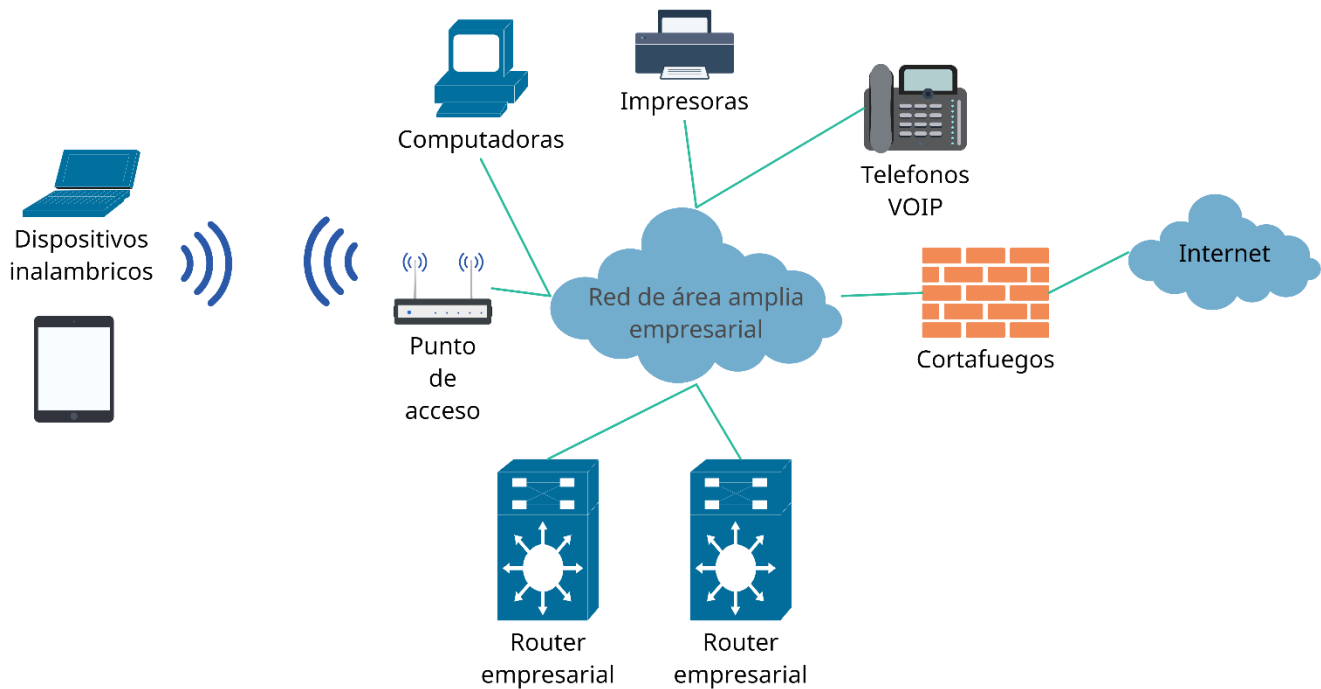 Impresoras
Computadoras
Telefonos
VOIP
Dispositivos
inalambricos
Internet
Red de área amplia
empresarial
Punto
de
acceso
Cortafuegos
Router
empresarial
Router
empresarial